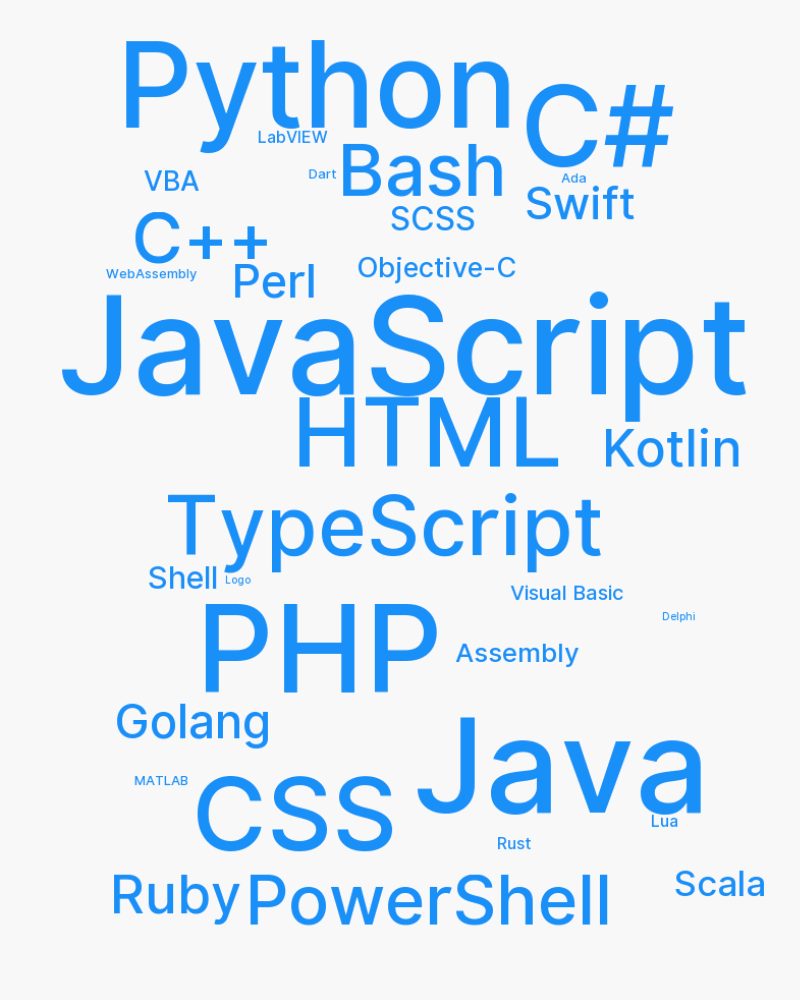 Python
C#
LabVIEW
Bash
Dart
VBA
Ada
Swift
SCSS
C++
Objective-C
WebAssembly
Perl
JavaScript
HTML
Kotlin
TypeScript
Shell
Logo
Visual Basic
Delphi
PHP
Assembly
Golang
Java
MATLAB
CSS
Lua
Rust
Scala
Ruby
PowerShell